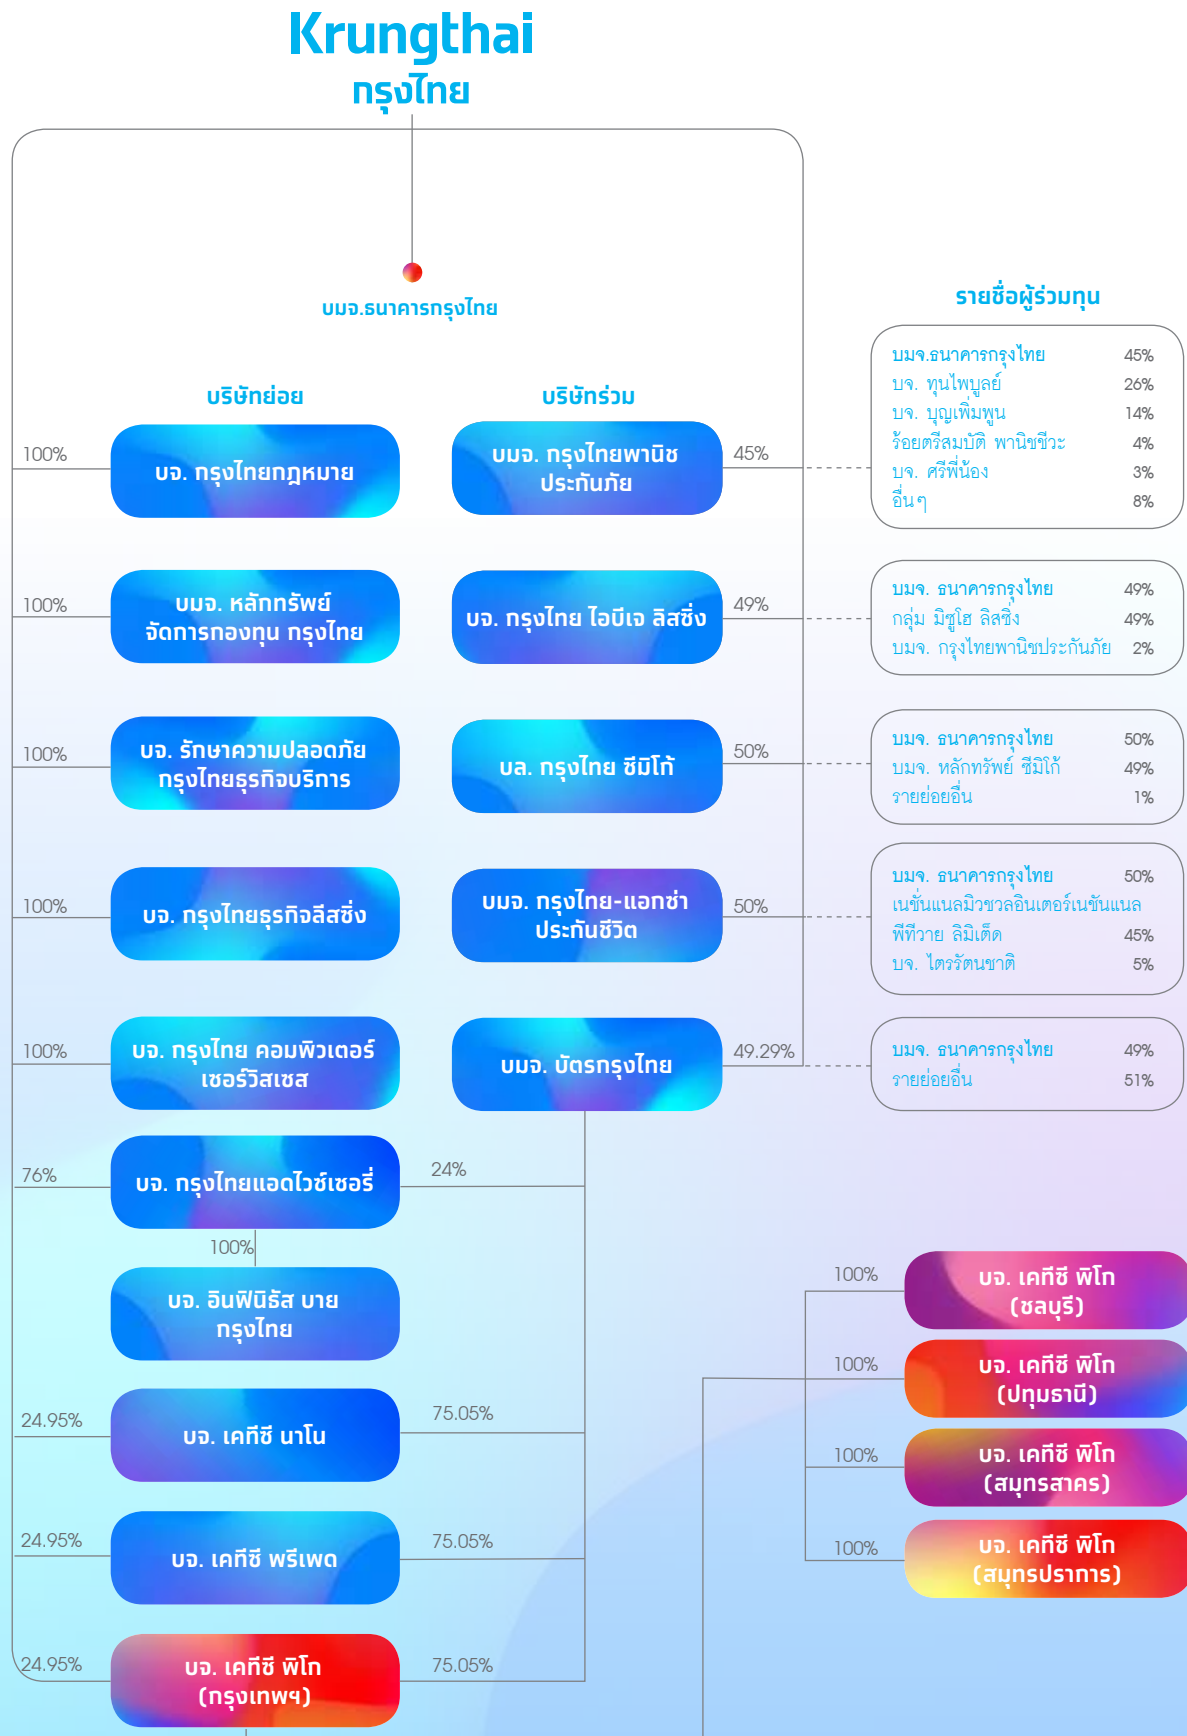 Krungthai
กรุงไทย
บมจ.ธนาคารกรุงไทย
บริษัทย่อย
บริษัทร่วม
รายชื่อผู้ร่วมทุน
100%
บจ. กรุงไทยกฎหมาย
บมจ. กรุงไทยพานิช
ประกันภัย
45%
บมจ.ธนาคารกรุงไทย 45%
บจ. ทุนไพบูลย์ 26%
บจ. บุญเพิ่มพูน 14%
ร้อยตรีสมบัติ พานิชชีวะ 4%
บจ. ศรีพี่น้อง 3%
อื่นๆ 8%
100%
บมจ. หลักทรัพย์
จัดการกองทุน กรุงไทย
บจ. กรุงไทย ไอบีเจ ลิสซิ่ง
49%
บมจ. ธนาคารกรุงไทย 49%
กลุ่ม มิซูโฮ ลิสซิ่ง 49%
บมจ. กรุงไทยพานิชประกันภัย 2%
100%
บจ. รักษาความปลอดภัย
กรุงไทยธุรกิจบริการ
บล. กรุงไทย ซีมิโก้
50%
บมจ. ธนาคารกรุงไทย 50%
บมจ. หลักทรัพย์ ซีมิโก้ 49%
รายย่อยอื่น 1%
100%
บจ. กรุงไทยธุรกิจลีสซิ่ง
บมจ. กรุงไทย-แอกซ่า
ประกันชีวิต
50%
บมจ. ธนาคารกรุงไทย 50%
เนชั่นแนลมิวชวลอินเตอร์เนชันแนล
พีทีวาย ลิมิเต็ด 45%
บจ. ไตรรัตนชาติ 5%
100%
บจ. กรุงไทย คอมพิวเตอร์
เซอร์วิสเซส
บมจ. บัตรกรุงไทย
49.29%
บมจ. ธนาคารกรุงไทย 49%
รายย่อยอื่น 51%
76%
บจ. กรุงไทยแอดไวซ์เซอรี่
24%
100%
บจ. อินฟินิธัส บาย
กรุงไทย
24.95%
บจ. เคทีซี นาโน
75.05%
24.95%
บจ. เคทีซี พรีเพด
75.05%
24.95%
บจ. เคทีซี พิโก
(กรุงเทพฯ)
75.05%
100%
บจ. เคทีซี พิโก
(ชลบุรี)
100%
บจ. เคทีซี พิโก
(ปทุมธานี)
100%
บจ. เคทีซี พิโก
(สมุทรสาคร)
100%
บจ. เคทีซี พิโก
(สมุทรปราการ)